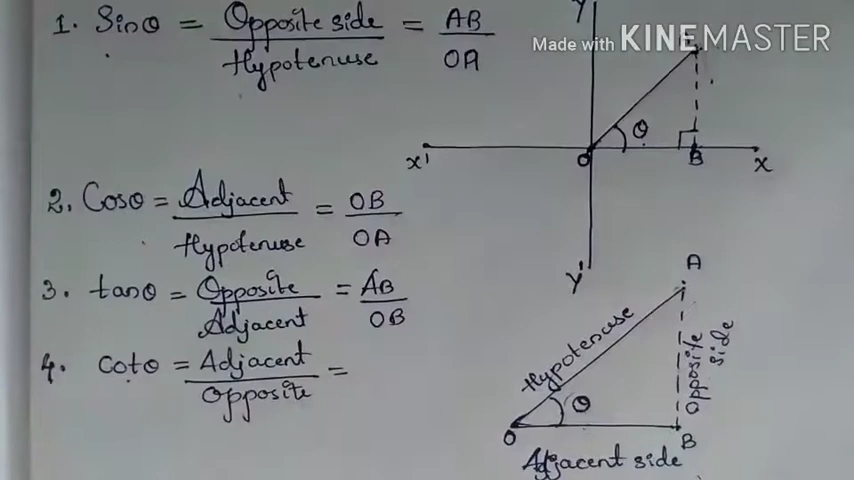 1. Sinθ = Opposite side / Hypotenuse = AB / OA
2. Cosθ = Adjacent / Hypotenuse = OB / OA
3. tanθ = Opposite / Adjacent = AB / OB
4. cotθ = Adjacent / Opposite =
Y
Made with KINEMASTER
θ
X' O B X
Y'
A
Hypotenuse
Opposite side
θ
O B
Adjacent side